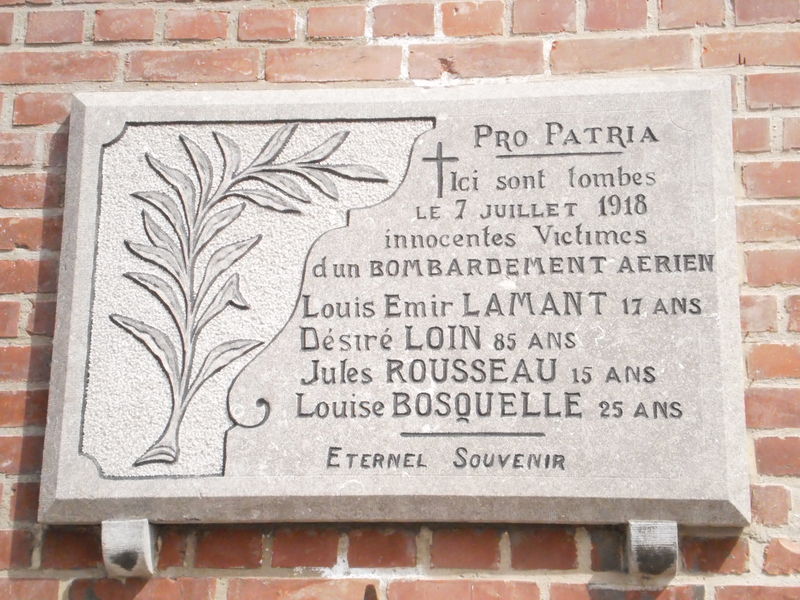 PRO PATRIA
Ici sont tombes
LE 7 JUILLET 1918
innocentes Victimes
d un BOMBARDEMENT AERIEN
Louis Emir LAMANT 17 ANS
Désiré LOIN 85 ANS
Jules ROUSSEAU 15 ANS
Louise BOSQUELLE 25 ANS
ETERNEL SOUVENIR